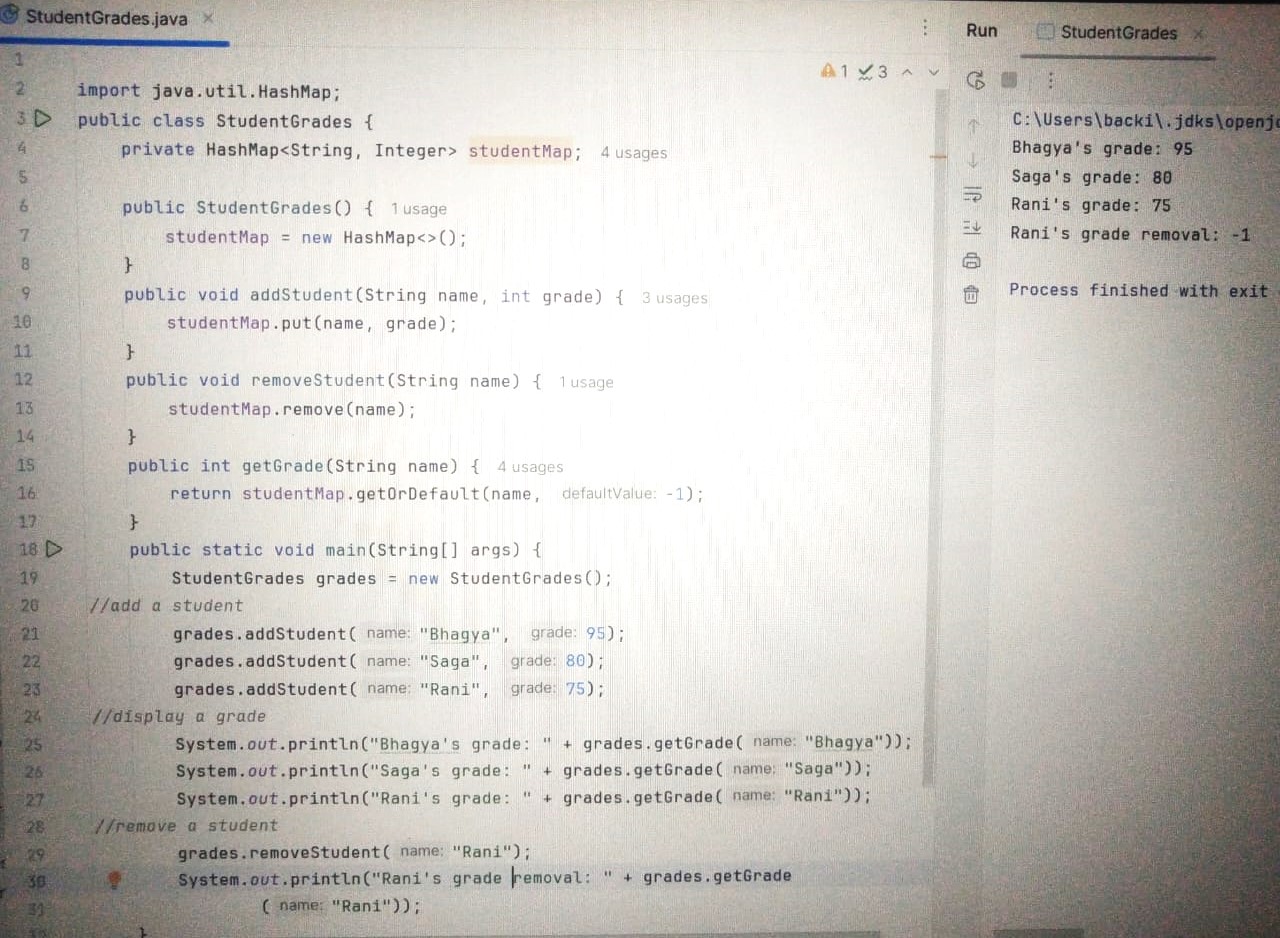 StudentGrades.java ×
1
2 import java.util.HashMap;
3 public class StudentGrades {
4 private HashMap<String, Integer> studentMap; 4 usages
5
6 public StudentGrades() { 1 usage
7 studentMap = new HashMap<>();
8 }
9 public void addStudent(String name, int grade) { 3 usages
10 studentMap.put(name, grade);
11 }
12 public void removeStudent(String name) { 1 usage
13 studentMap.remove(name);
14 }
15 public int getGrade(String name) { 4 usages
16 return studentMap.getOrDefault(name, defaultValue: -1);
17 }
18 public static void main(String[] args) {
19 StudentGrades grades = new StudentGrades();
20 //add a student
21 grades.addStudent( name: "Bhagya", grade: 95);
22 grades.addStudent( name: "Saga", grade: 80);
23 grades.addStudent( name: "Rani", grade: 75);
24 //display a grade
25 System.out.println("Bhagya's grade: " + grades.getGrade( name: "Bhagya"));
26 System.out.println("Saga's grade: " + grades.getGrade( name: "Saga"));
27 System.out.println("Rani's grade: " + grades.getGrade( name: "Rani"));
28 //remove a student
29 grades.removeStudent( name: "Rani");
30 System.out.println("Rani's grade removal: " + grades.getGrade
31 ( name: "Rani"));
}
1 3
Run StudentGrades ×
C:\Users\backi\.jdks\openjd
Bhagya's grade: 95
Saga's grade: 80
Rani's grade: 75
Rani's grade removal: -1
Process finished with exit